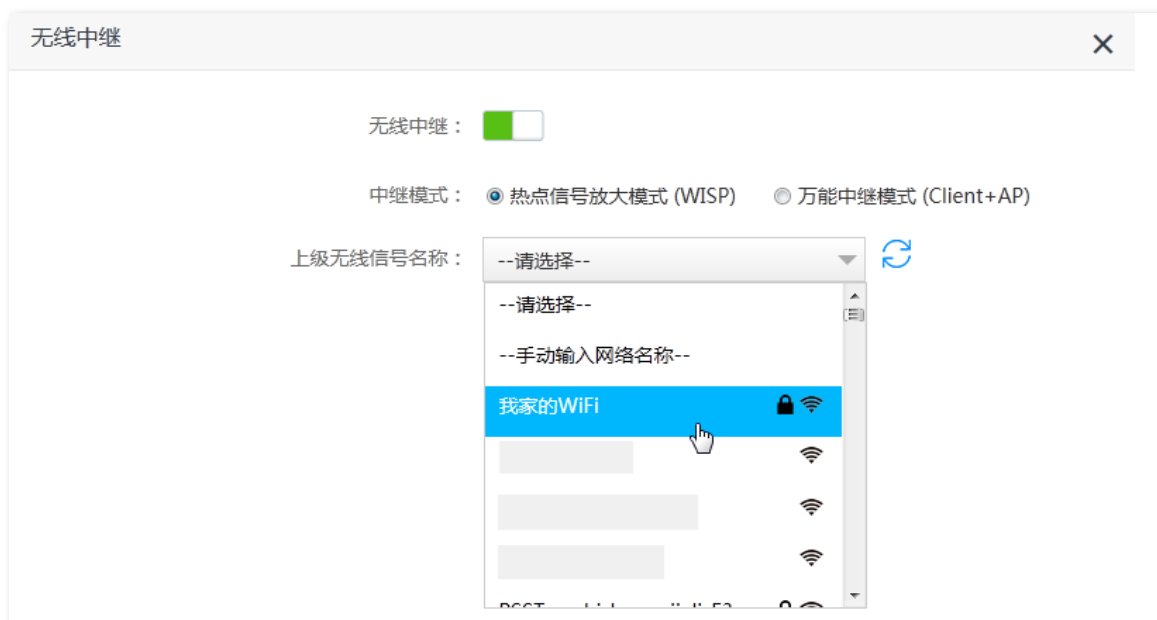 无线中继
无线中继：
中继模式： 热点信号放大模式 (WISP) 万能中继模式 (Client+AP)
上级无线信号名称： --请选择--
--请选择--
--手动输入网络名称--
我家的WiFi